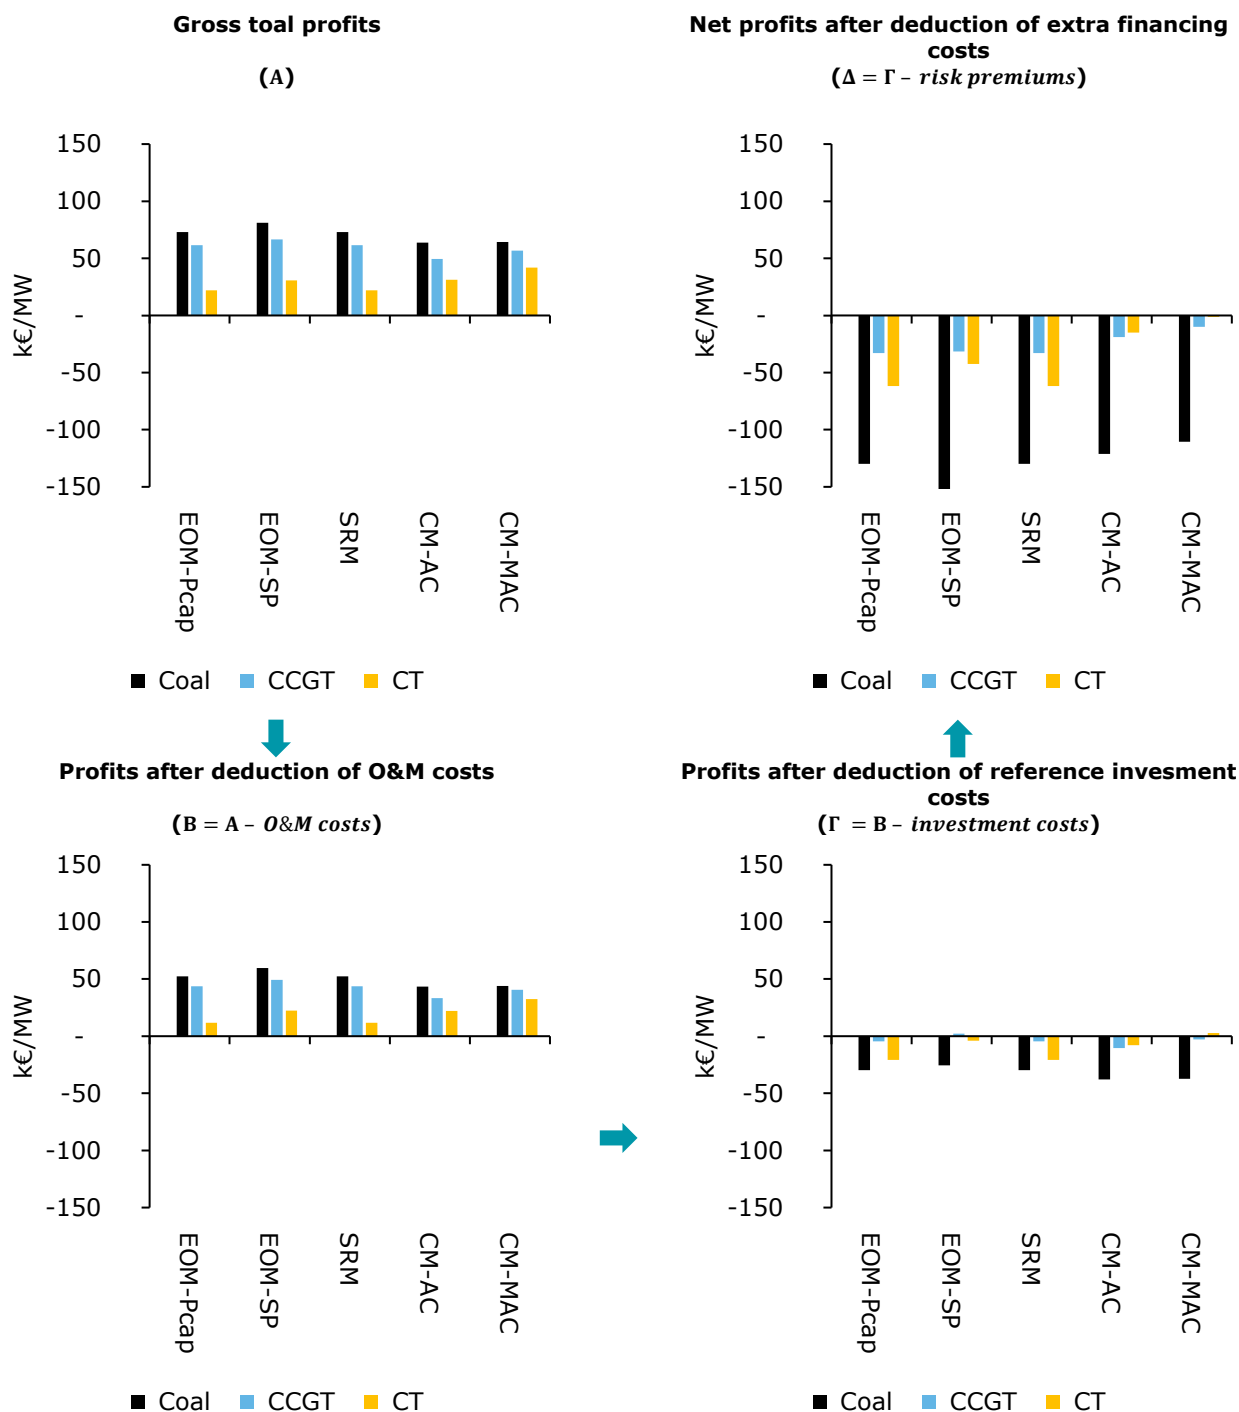 Gross toal profits
(A)
k€/MW
150
100
50
-
-50
-100
-150
EOM-Pcap
EOM-SP
SRM
CM-AC
CM-MAC
Coal CCGT CT
Net profits after deduction of extra financing
costs
(Δ = Γ – risk premiums)
k€/MW
150
100
50
-
-50
-100
-150
EOM-Pcap
EOM-SP
SRM
CM-AC
CM-MAC
Coal CCGT CT
Profits after deduction of O&M costs
(B = A – O&M costs)
k€/MW
150
100
50
-
-50
-100
-150
EOM-Pcap
EOM-SP
SRM
CM-AC
CM-MAC
Coal CCGT CT
Profits after deduction of reference invesment
costs
(Γ = B – investment costs)
k€/MW
150
100
50
-
-50
-100
-150
EOM-Pcap
EOM-SP
SRM
CM-AC
CM-MAC
Coal CCGT CT